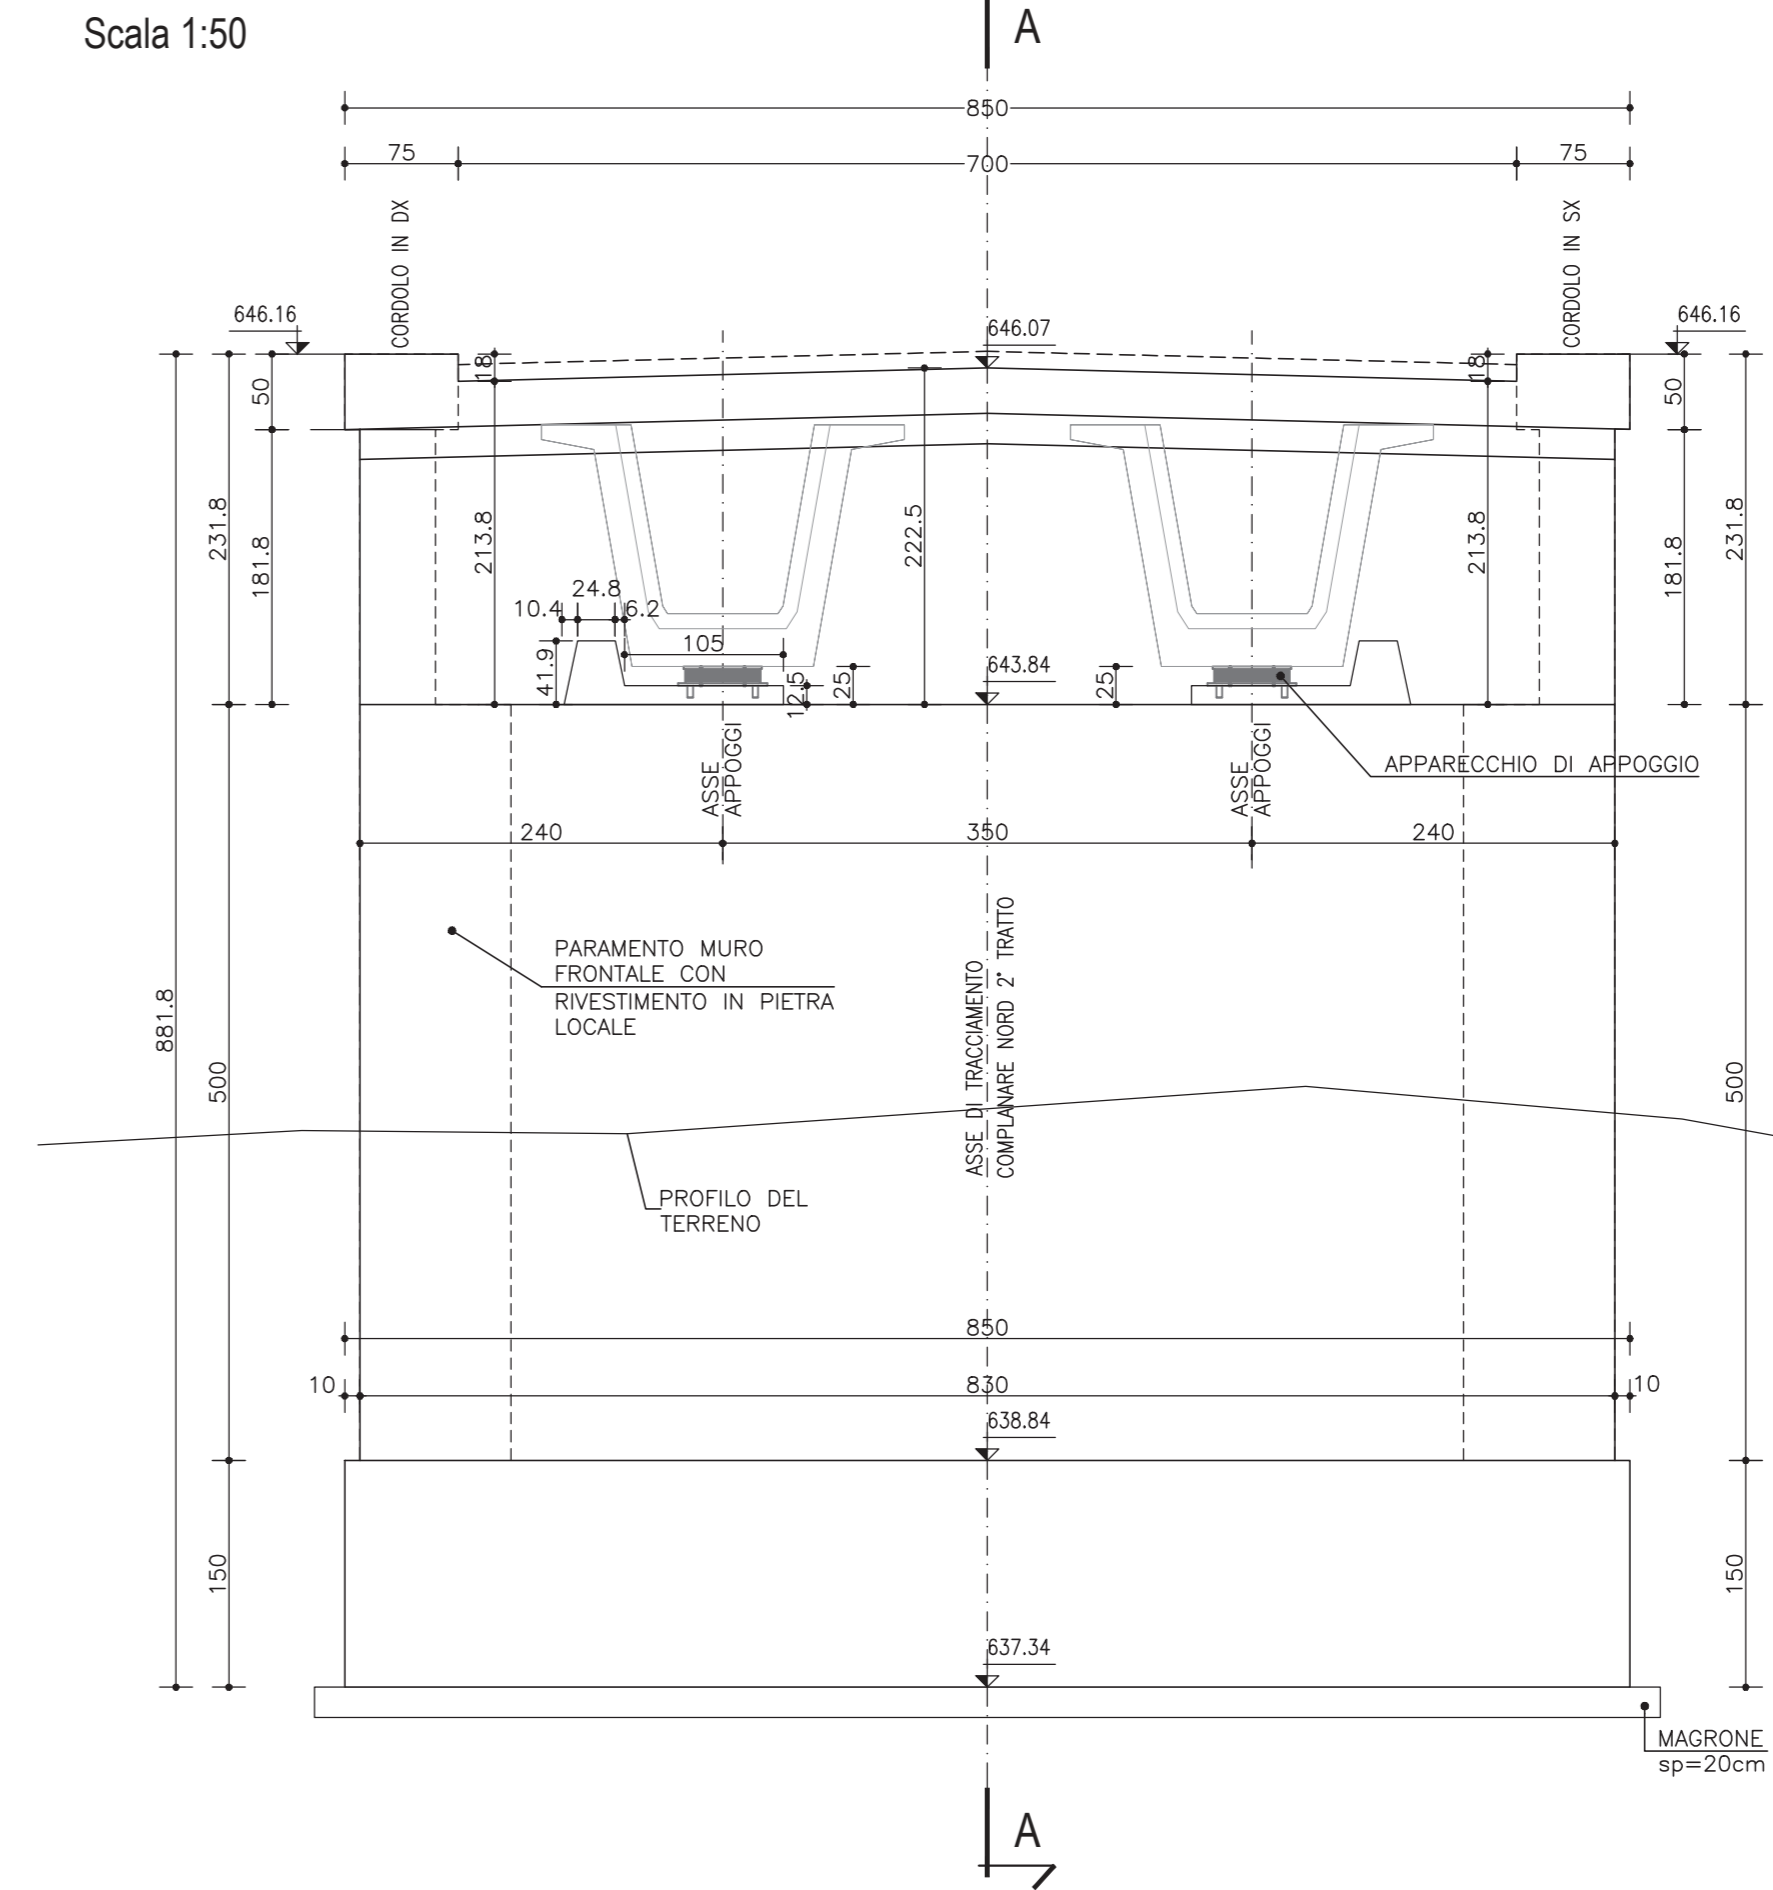 Scala 1:50
A
850
75
700
75
CORDOLO IN DX
CORDOLO IN SX
646.16
646.07
646.16
18
18
50
50
231.8
181.8
213.8
222.5
213.8
181.8
231.8
24.8
10.4
6.2
105
41.9
12.5
25
643.84
25
ASSE
APPOGGI
ASSE
APPOGGI
APPARECCHIO DI APPOGGIO
240
350
240
PARAMENTO MURO
FRONTALE CON
RIVESTIMENTO IN PIETRA
LOCALE
ASSE DI TRACCIAMENTO
COMPLANARE NORD 2° TRATTO
881.8
500
500
PROFILO DEL
TERRENO
850
10
830
10
638.84
150
150
637.34
MAGRONE
sp=20cm
A